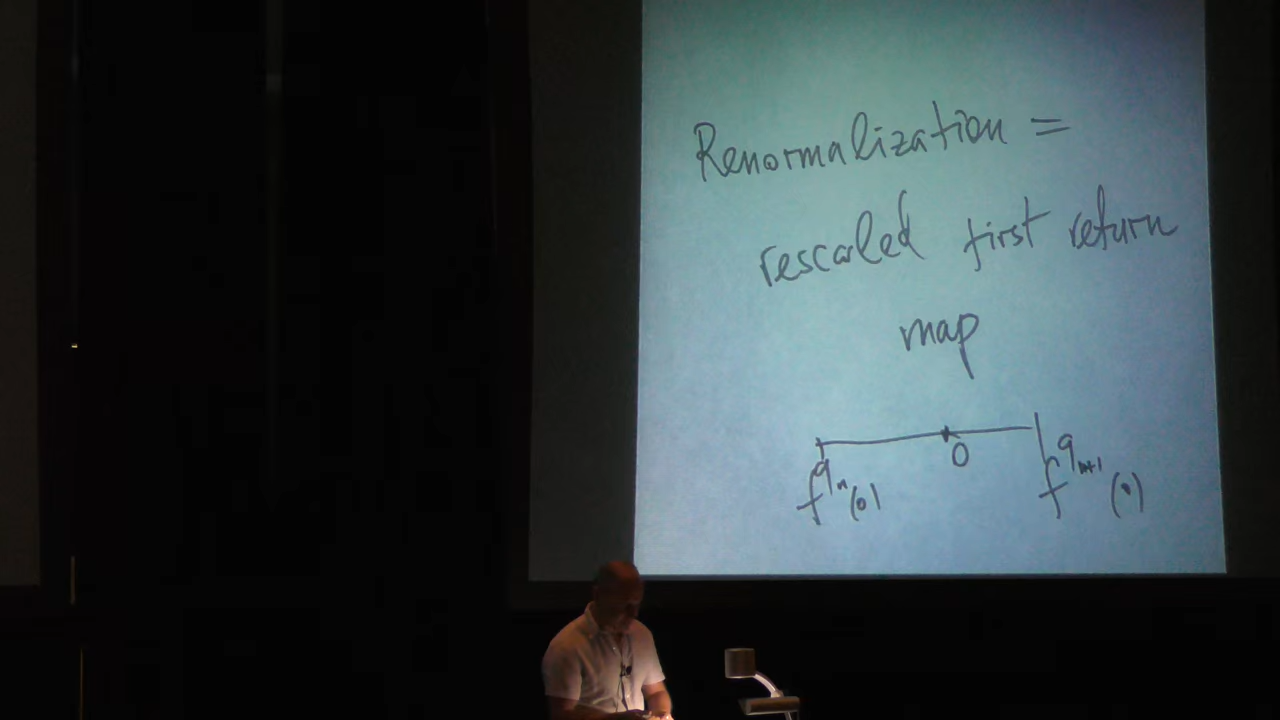 Renormalization =
rescaled first return
map
0
f^{q_n}(0) f^{q_{n+1}}(0)